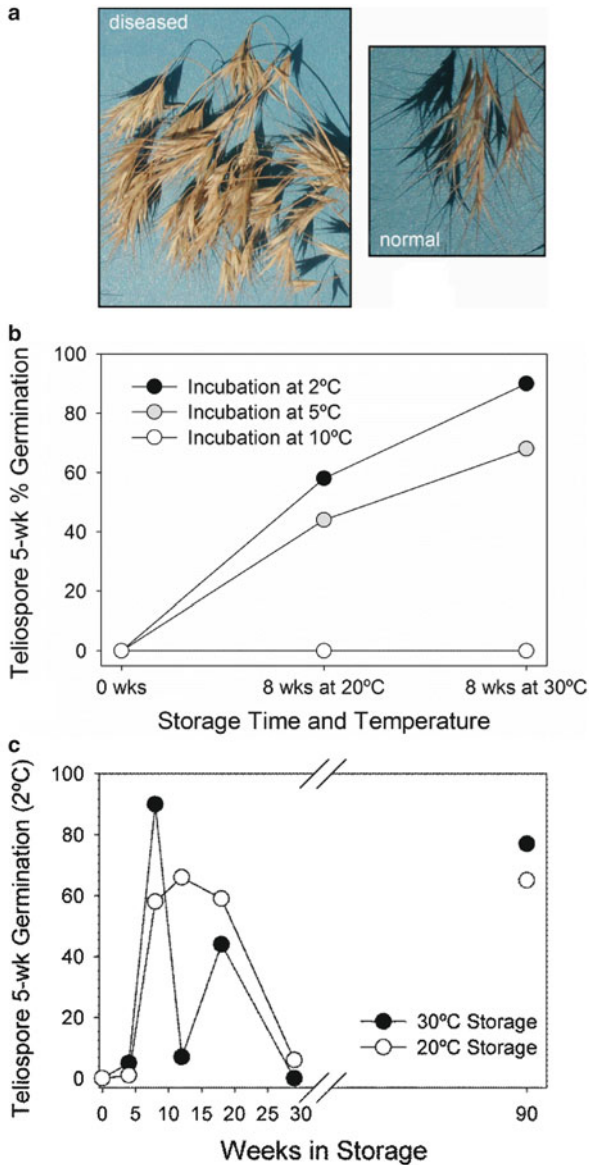 a
diseased
normal
b
Teliospore 5-wk % Germination
100
80
60
40
20
0
Incubation at 2ºC
Incubation at 5ºC
Incubation at 10ºC
0 wks
8 wks at 20ºC
8 wks at 30ºC
Storage Time and Temperature
c
Teliospore 5-wk Germination (2ºC)
100
80
60
40
20
0
30ºC Storage
20ºC Storage
0
5
10
15
20
25
30
90
Weeks in Storage